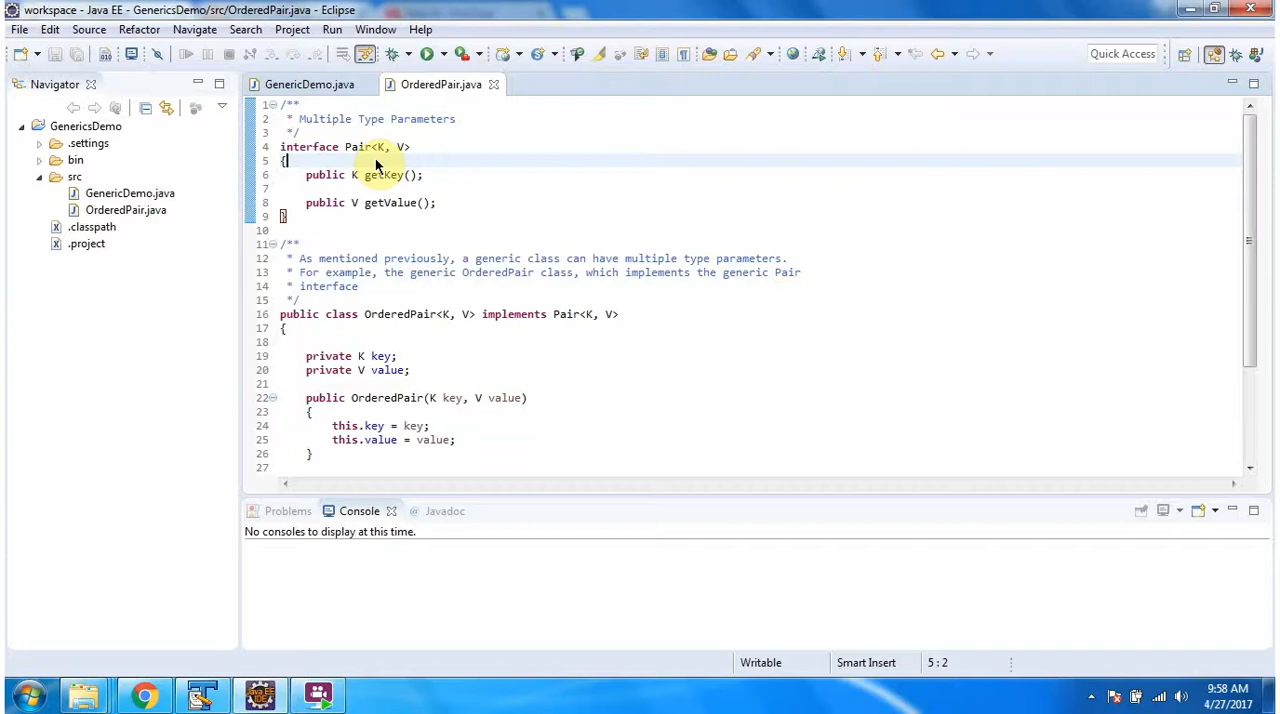 workspace - Java EE - GenericsDemo/src/OrderedPair.java - Eclipse
File Edit Source Refactor Navigate Search Project Run Window Help
Quick Access
Navigator
GenericsDemo
.settings
bin
src
GenericDemo.java
OrderedPair.java
.classpath
.project
GenericDemo.java OrderedPair.java
1 /**
2 * Multiple Type Parameters
3 */
4 interface Pair<K, V>
5 {
6 public K getKey();
7
8 public V getValue();
9 }
10
11 /**
12 * As mentioned previously, a generic class can have multiple type parameters.
13 * For example, the generic OrderedPair class, which implements the generic Pair
14 * interface
15 */
16 public class OrderedPair<K, V> implements Pair<K, V>
17 {
18
19 private K key;
20 private V value;
21
22 public OrderedPair(K key, V value)
23 {
24 this.key = key;
25 this.value = value;
26 }
27
Problems Console @ Javadoc
No consoles to display at this time.
Writable Smart Insert 5 : 2
Java EE
IDE
9:58 AM
4/27/2017